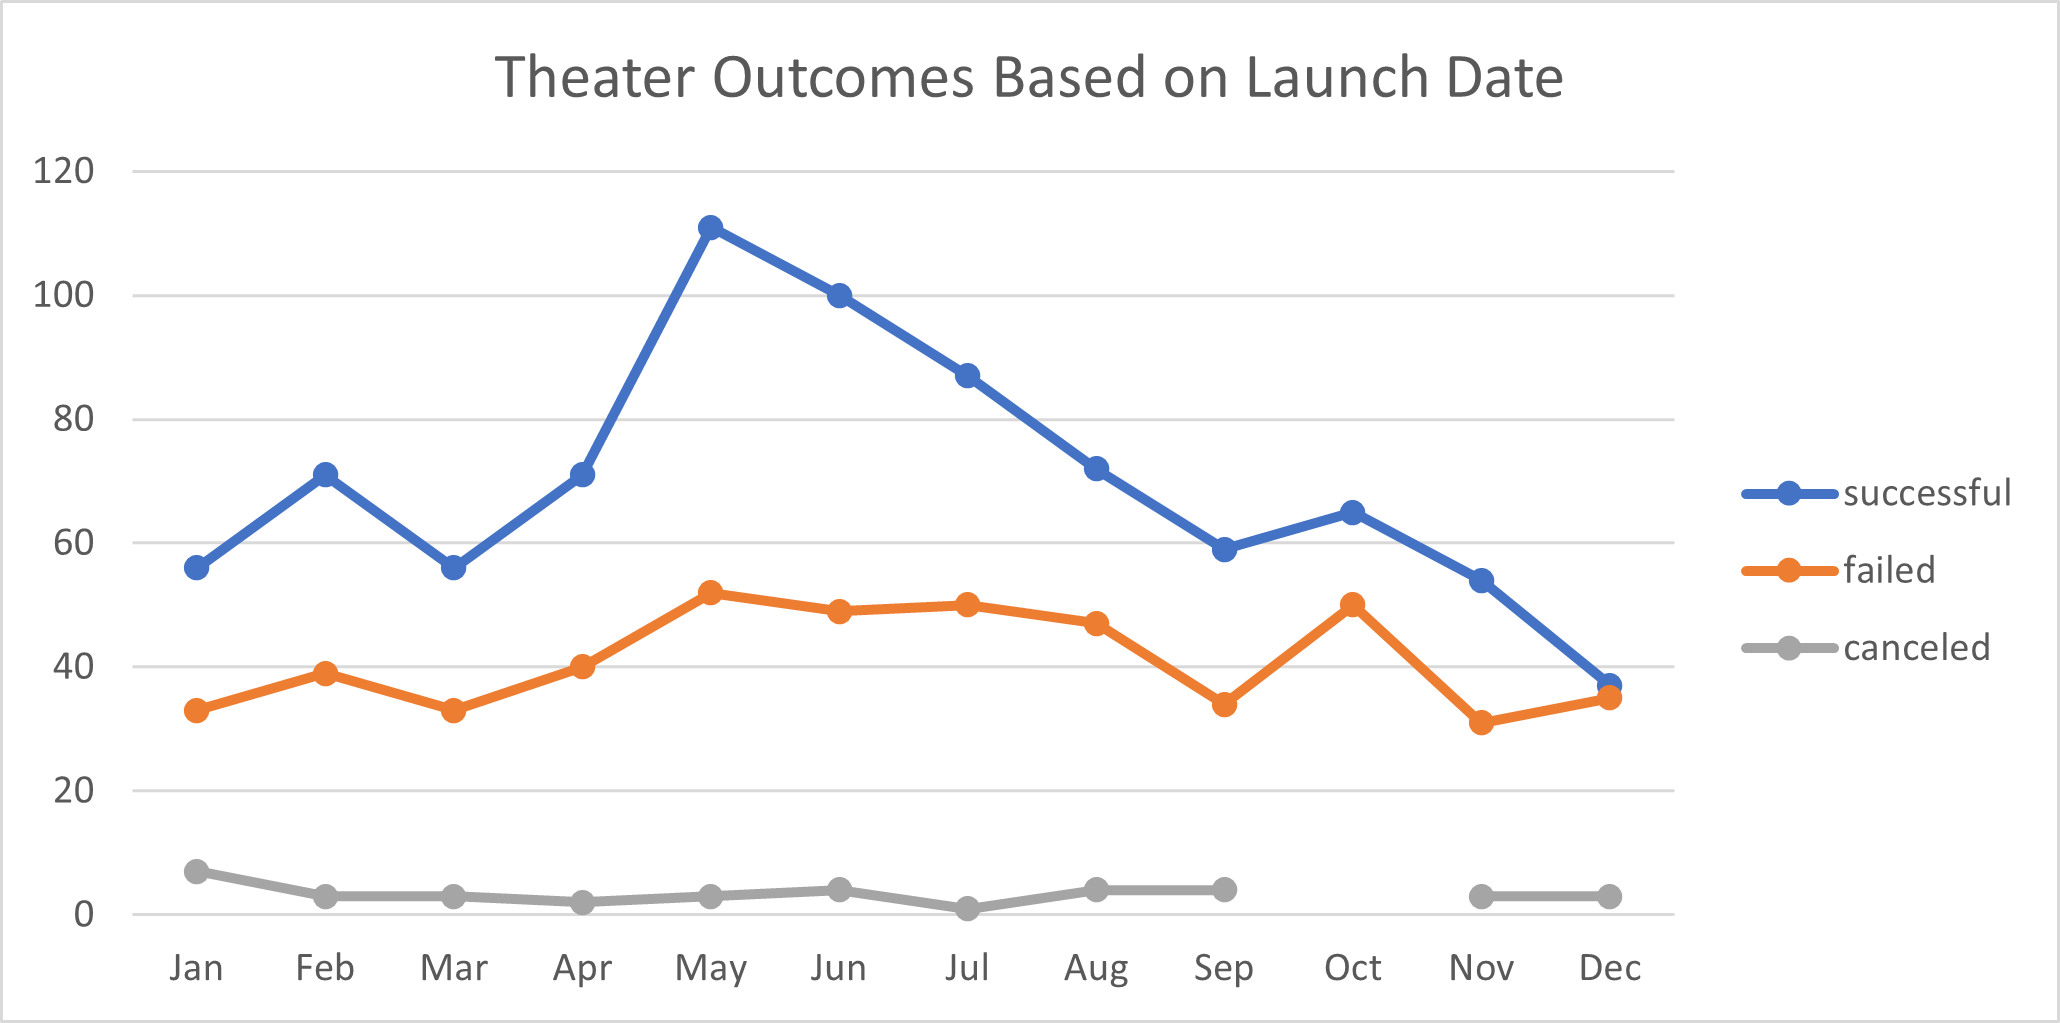 Theater Outcomes Based on Launch Date
120
100
80
60
40
20
0
Jan Feb Mar Apr May Jun Jul Aug Sep Oct Nov Dec
successful
failed
canceled